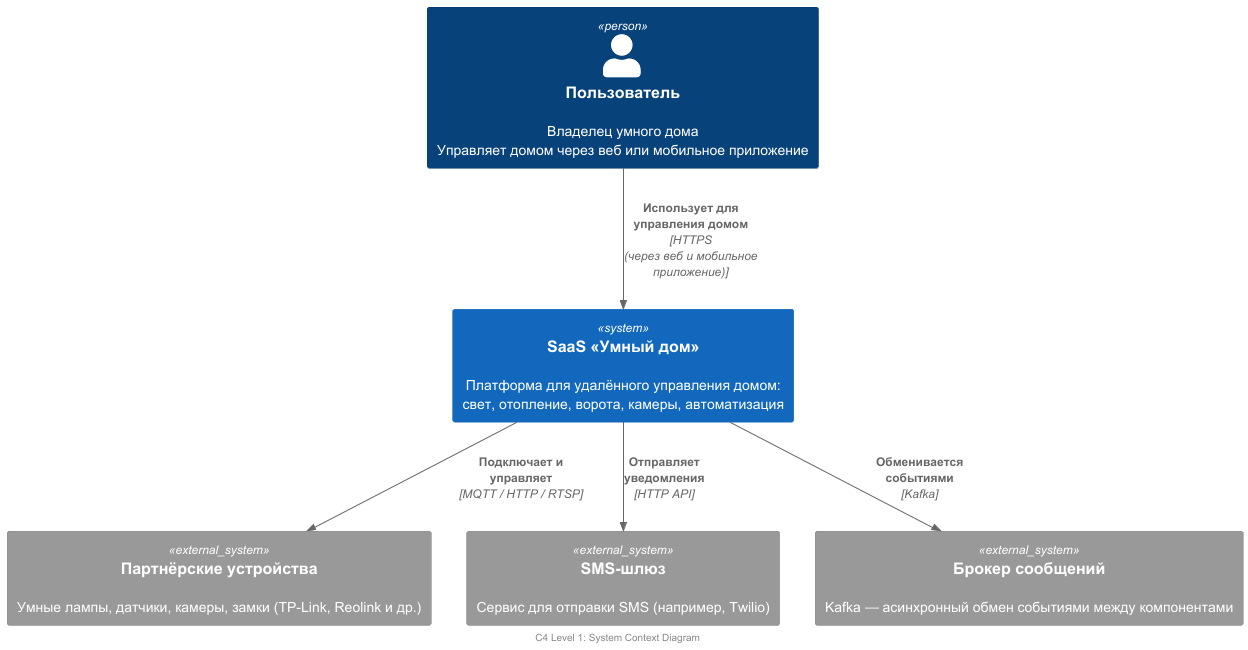 «person»
Пользователь
Владелец умного дома
Управляет домом через веб или мобильное приложение
Использует для
управления домом
[HTTPS
(через веб и мобильное
приложение)]
«system»
SaaS «Умный дом»
Платформа для удалённого управления домом:
свет, отопление, ворота, камеры, автоматизация
Подключает и
управляет
[MQTT / HTTP / RTSP]
Отправляет
уведомления
[HTTP API]
Обменивается
событиями
[Kafka]
«external_system»
Партнёрские устройства
Умные лампы, датчики, камеры, замки (TP-Link, Reolink и др.)
«external_system»
SMS-шлюз
Сервис для отправки SMS (например, Twilio)
«external_system»
Брокер сообщений
Kafka — асинхронный обмен событиями между компонентами
C4 Level 1: System Context Diagram